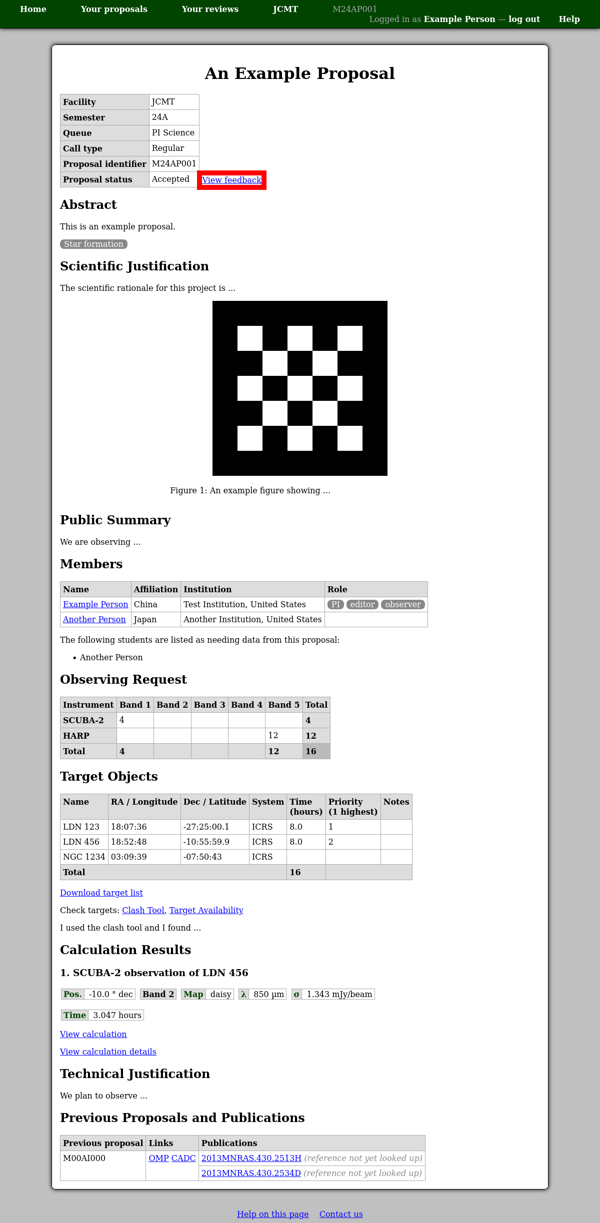 Home Your proposals Your reviews JCMT M24AP001
Logged in as Example Person — log out Help
An Example Proposal
Facility JCMT
Semester 24A
Queue PI Science
Call type Regular
Proposal identifier M24AP001
Proposal status Accepted View feedback
Abstract
This is an example proposal.
Star formation
Scientific Justification
The scientific rationale for this project is ...
Figure 1: An example figure showing ...
Public Summary
We are observing ...
Members
Name Affiliation Institution Role
Example Person China Test Institution, United States PI editor observer
Another Person Japan Another Institution, United States
The following students are listed as needing data from this proposal:
• Another Person
Observing Request
Instrument Band 1 Band 2 Band 3 Band 4 Band 5 Total
SCUBA-2 4 4
HARP 12 12
Total 4 12 16
Target Objects
Name RA / Longitude Dec / Latitude System Time Priority Notes
(hours) (1 highest)
LDN 123 18:07:36 -27:25:00.1 ICRS 8.0 1
LDN 456 18:52:48 -10:55:59.9 ICRS 8.0 2
NGC 1234 03:09:39 -07:50:43 ICRS
Total 16
Download target list
Check targets: Clash Tool, Target Availability
I used the clash tool and I found ...
Calculation Results
1. SCUBA-2 observation of LDN 456
Pos. -10.0 ° dec Band 2 Map daisy λ 850 µm σ 1.343 mJy/beam
Time 3.047 hours
View calculation
View calculation details
Technical Justification
We plan to observe ...
Previous Proposals and Publications
Previous proposal Links Publications
M00AI000 OMP CADC 2013MNRAS.430.2513H (reference not yet looked up)
2013MNRAS.430.2534D (reference not yet looked up)
Help on this page Contact us